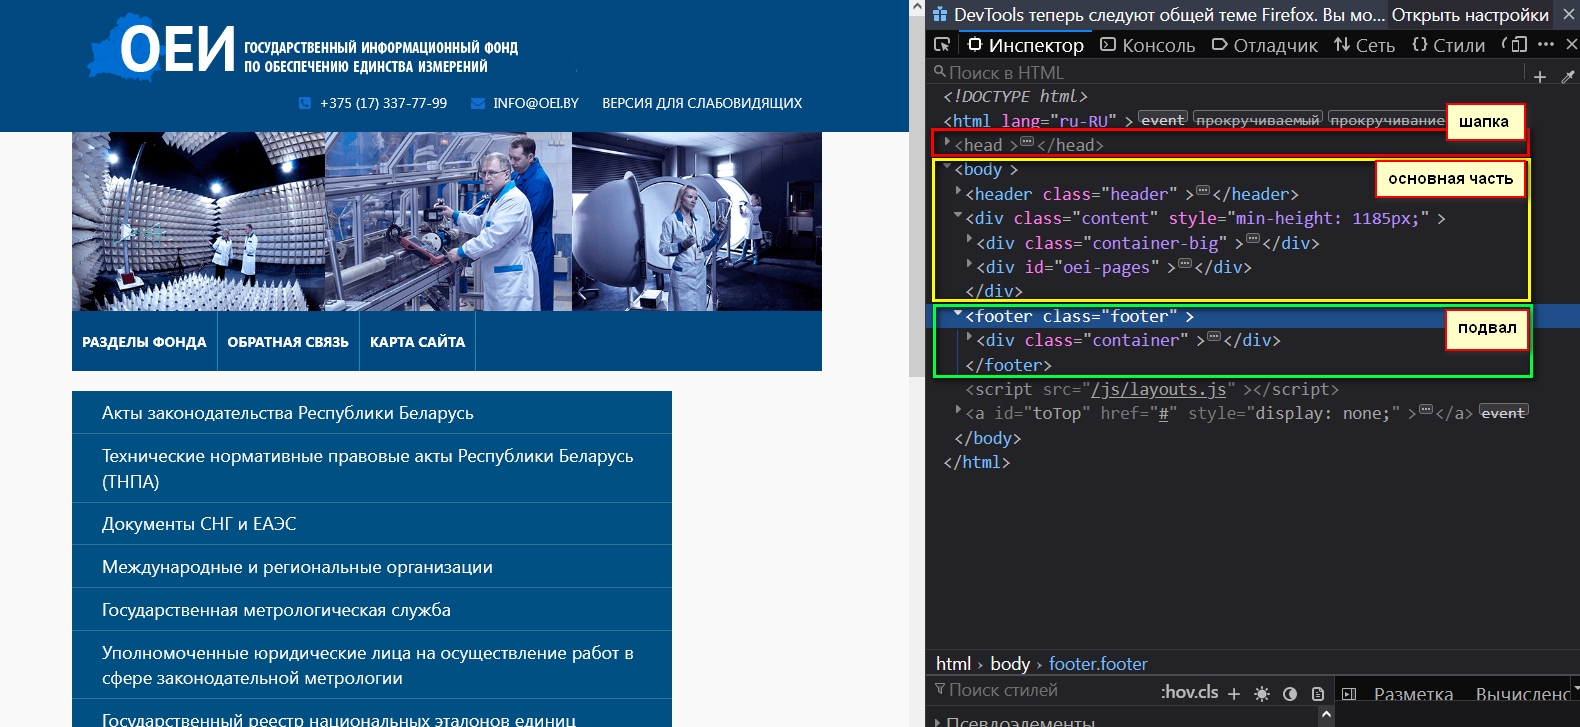 ОЕИ
ГОСУДАРСТВЕННЫЙ ИНФОРМАЦИОННЫЙ ФОНД
ПО ОБЕСПЕЧЕНИЮ ЕДИНСТВА ИЗМЕРЕНИЙ
+375 (17) 337-77-99 INFO@OEI.BY ВЕРСИЯ ДЛЯ СЛАБОВИДЯЩИХ
РАЗДЕЛЫ ФОНДА ОБРАТНАЯ СВЯЗЬ КАРТА САЙТА
Акты законодательства Республики Беларусь
Технические нормативные правовые акты Республики Беларусь
(ТНПА)
Документы СНГ и ЕАЭС
Международные и региональные организации
Государственная метрологическая служба
Уполномоченные юридические лица на осуществление работ в
сфере законодательной метрологии
Государственный реестр национальных эталонов единиц
DevTools теперь следуют общей теме Firefox. Вы мо... Открыть настройки
Инспектор Консоль Отладчик Сеть {} Стили
Поиск в HTML
<!DOCTYPE html>
<html lang="ru-RU" > event прокручиваемый прокручивание
шапка
<head >...</head>
<body >
основная часть
<header class="header" >...</header>
<div class="content" style="min-height: 1185px;" >
<div class="container-big" >...</div>
<div id="oei-pages" >...</div>
</div>
<footer class="footer" >
подвал
<div class="container" >...</div>
</footer>
<script src="/js/layouts.js" ></script>
<a id="toTop" href="#" style="display: none;" >...</a> event
</body>
</html>
html › body › footer.footer
Поиск стилей :hov .cls + Разметка Вычислено
Псевдоэлементы